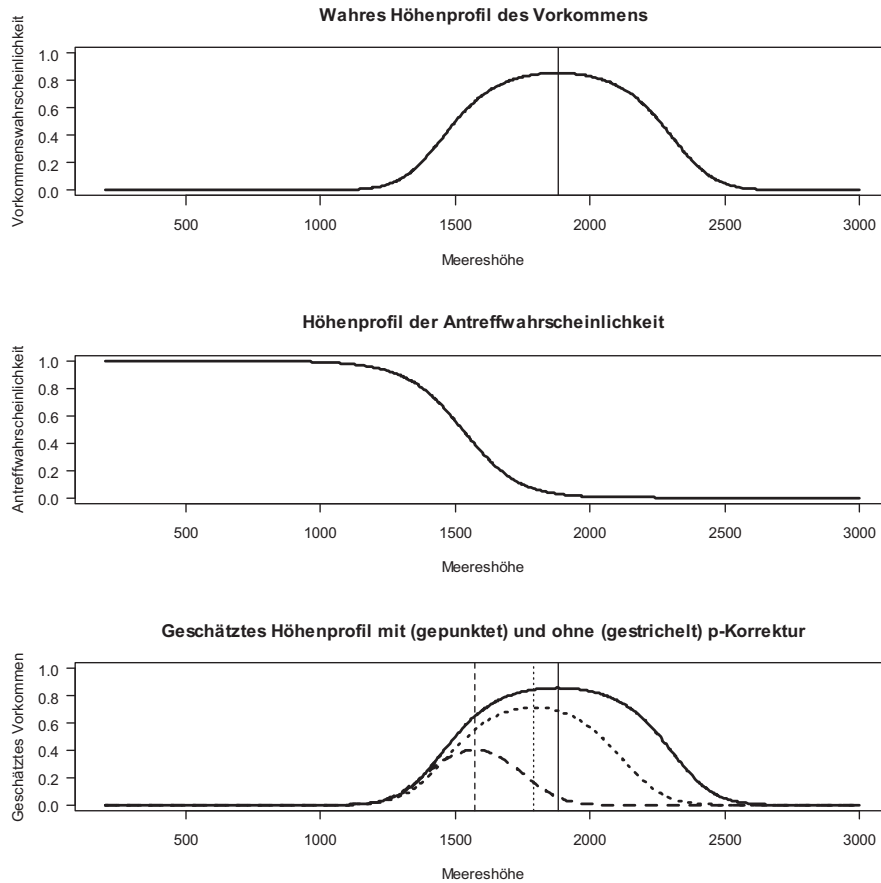 Wahres Höhenprofil des Vorkommens
Vorkommenswahrscheinlichkeit
1.0
0.8
0.6
0.4
0.2
0.0
500 1000 1500 2000 2500 3000
Meereshöhe
Höhenprofil der Antreffwahrscheinlichkeit
Antreffwahrscheinlichkeit
1.0
0.8
0.6
0.4
0.2
0.0
500 1000 1500 2000 2500 3000
Meereshöhe
Geschätztes Höhenprofil mit (gepunktet) und ohne (gestrichelt) p-Korrektur
Geschätztes Vorkommen
1.0
0.8
0.6
0.4
0.2
0.0
500 1000 1500 2000 2500 3000
Meereshöhe